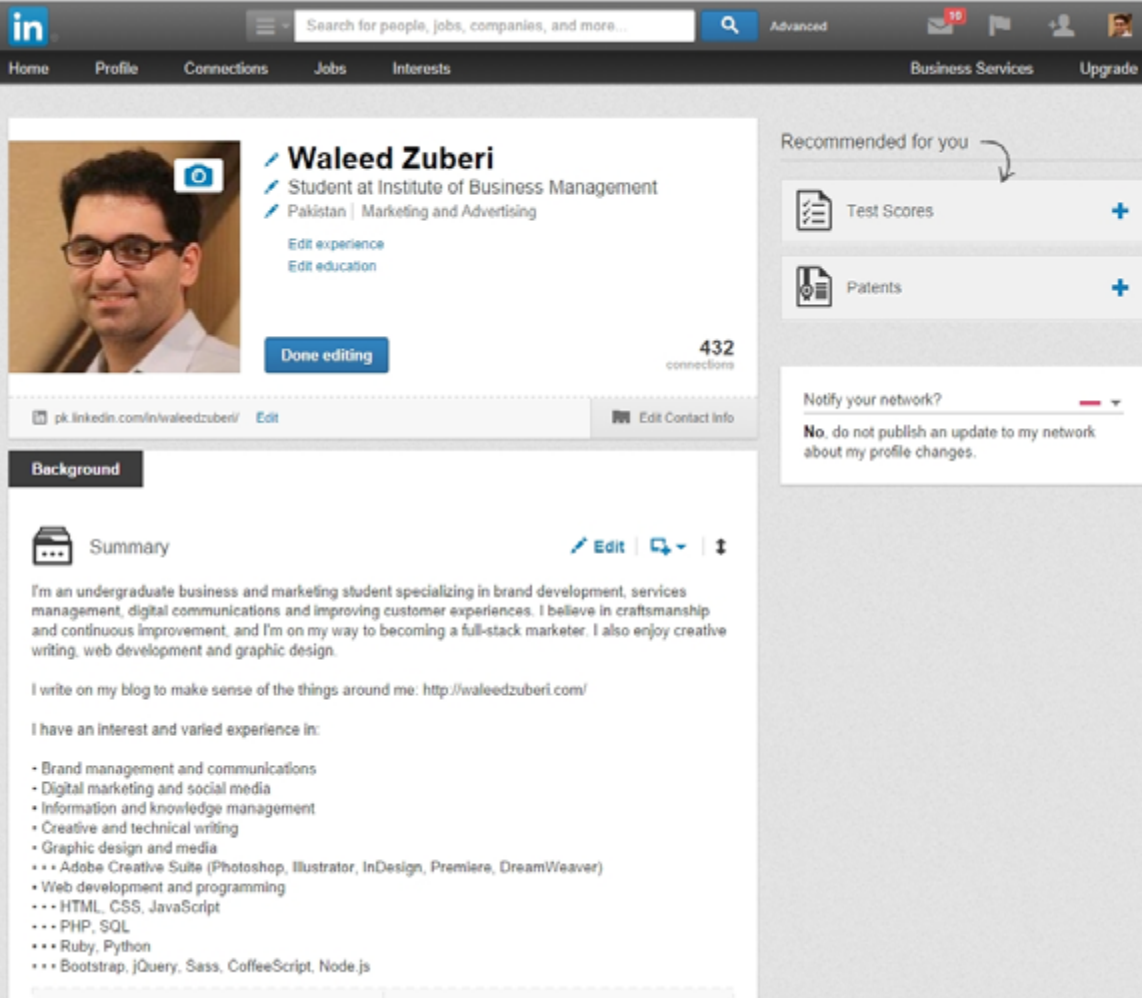 in
Search for people, jobs, companies, and more...
Advanced
10
Home Profile Connections Jobs Interests Business Services Upgrade
Waleed Zuberi
Student at Institute of Business Management
Pakistan | Marketing and Advertising
Edit experience
Edit education
Done editing
432
connections
pk.linkedin.com/in/waleedzuberi/ Edit
Edit Contact Info
Recommended for you
Test Scores
Patents
Notify your network?
No, do not publish an update to my network
about my profile changes.
Background
Summary
Edit
I'm an undergraduate business and marketing student specializing in brand development, services
management, digital communications and improving customer experiences. I believe in craftsmanship
and continuous improvement, and I'm on my way to becoming a full-stack marketer. I also enjoy creative
writing, web development and graphic design.
I write on my blog to make sense of the things around me: http://waleedzuberi.com/
I have an interest and varied experience in:
• Brand management and communications
• Digital marketing and social media
• Information and knowledge management
• Creative and technical writing
• Graphic design and media
• • • Adobe Creative Suite (Photoshop, Illustrator, InDesign, Premiere, DreamWeaver)
• Web development and programming
• • • HTML, CSS, JavaScript
• • • PHP, SQL
• • • Ruby, Python
• • • Bootstrap, jQuery, Sass, CoffeeScript, Node.js